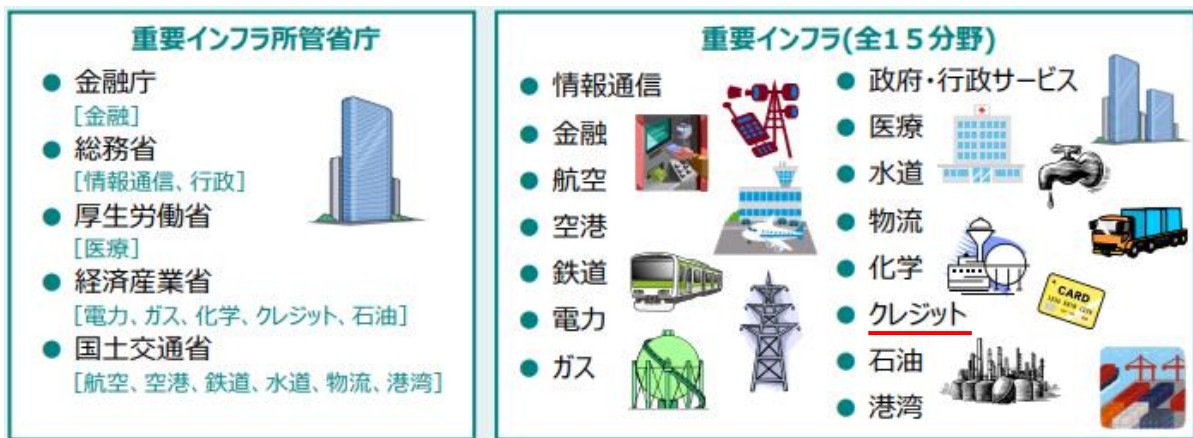 重要インフラ所管省庁
● 金融庁
[金融]
● 総務省
[情報通信、行政]
● 厚生労働省
[医療]
● 経済産業省
[電力、ガス、化学、クレジット、石油]
● 国土交通省
[航空、空港、鉄道、水道、物流、港湾]
重要インフラ(全１５分野)
● 情報通信
● 金融
● 航空
● 空港
● 鉄道
● 電力
● ガス
● 政府・行政サービス
● 医療
● 水道
● 物流
● 化学
● クレジット
● 石油
● 港湾
CARD